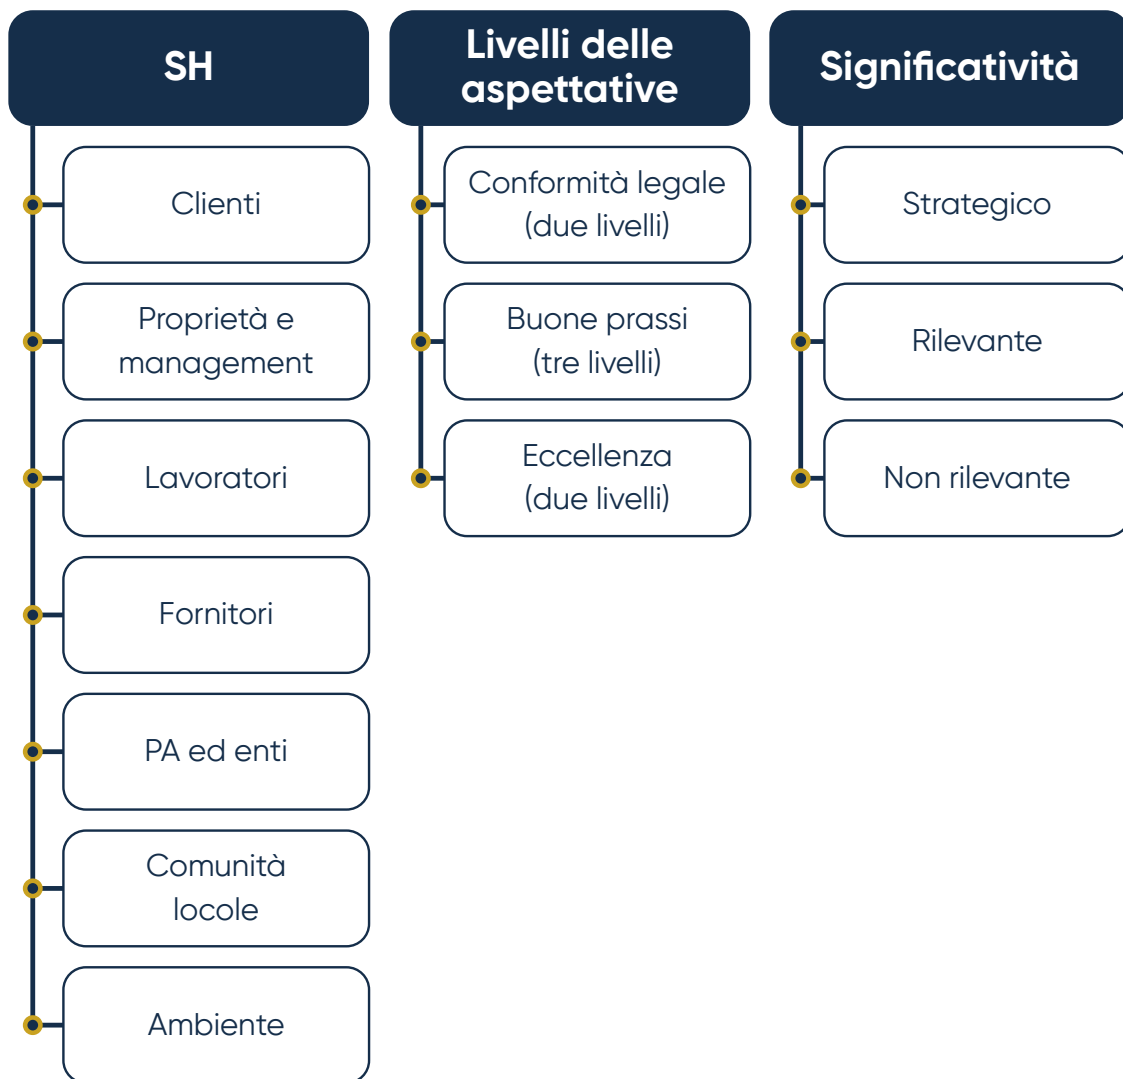 SH
Clienti
Proprietà e
management
Lavoratori
Fornitori
PA ed enti
Comunità
locole
Ambiente
Livelli delle
aspettative
Conformità legale
(due livelli)
Buone prassi
(tre livelli)
Eccellenza
(due livelli)
Significatività
Strategico
Rilevante
Non rilevante